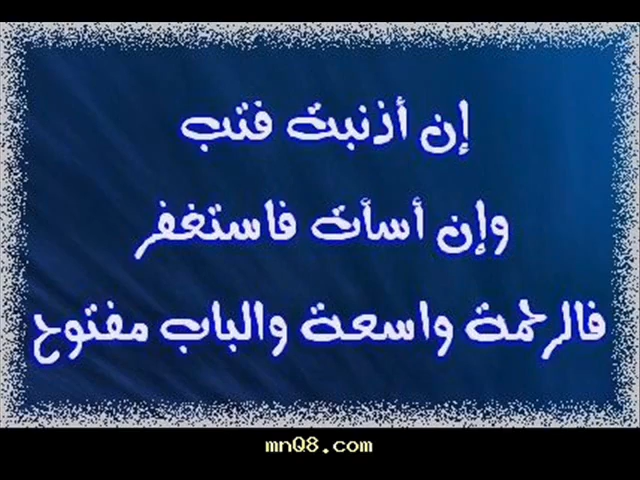 إن أذنبت فتب
وإن أسأت فاستغفر
فالرحمة واسعة والباب مفتوح
mnQ8.com